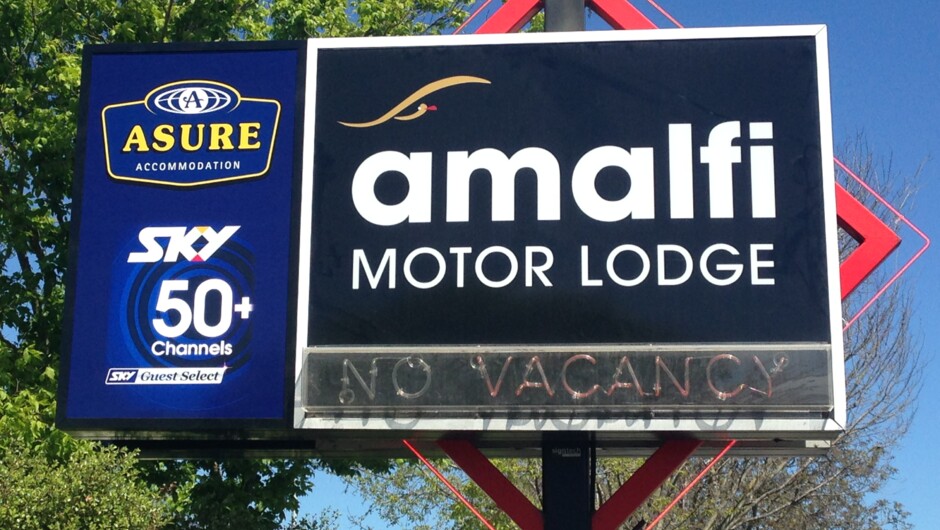 A
ASURE
ACCOMMODATION
SKY
50+
Channels
SKY Guest Select
amalfi
MOTOR LODGE
NO VACANCY